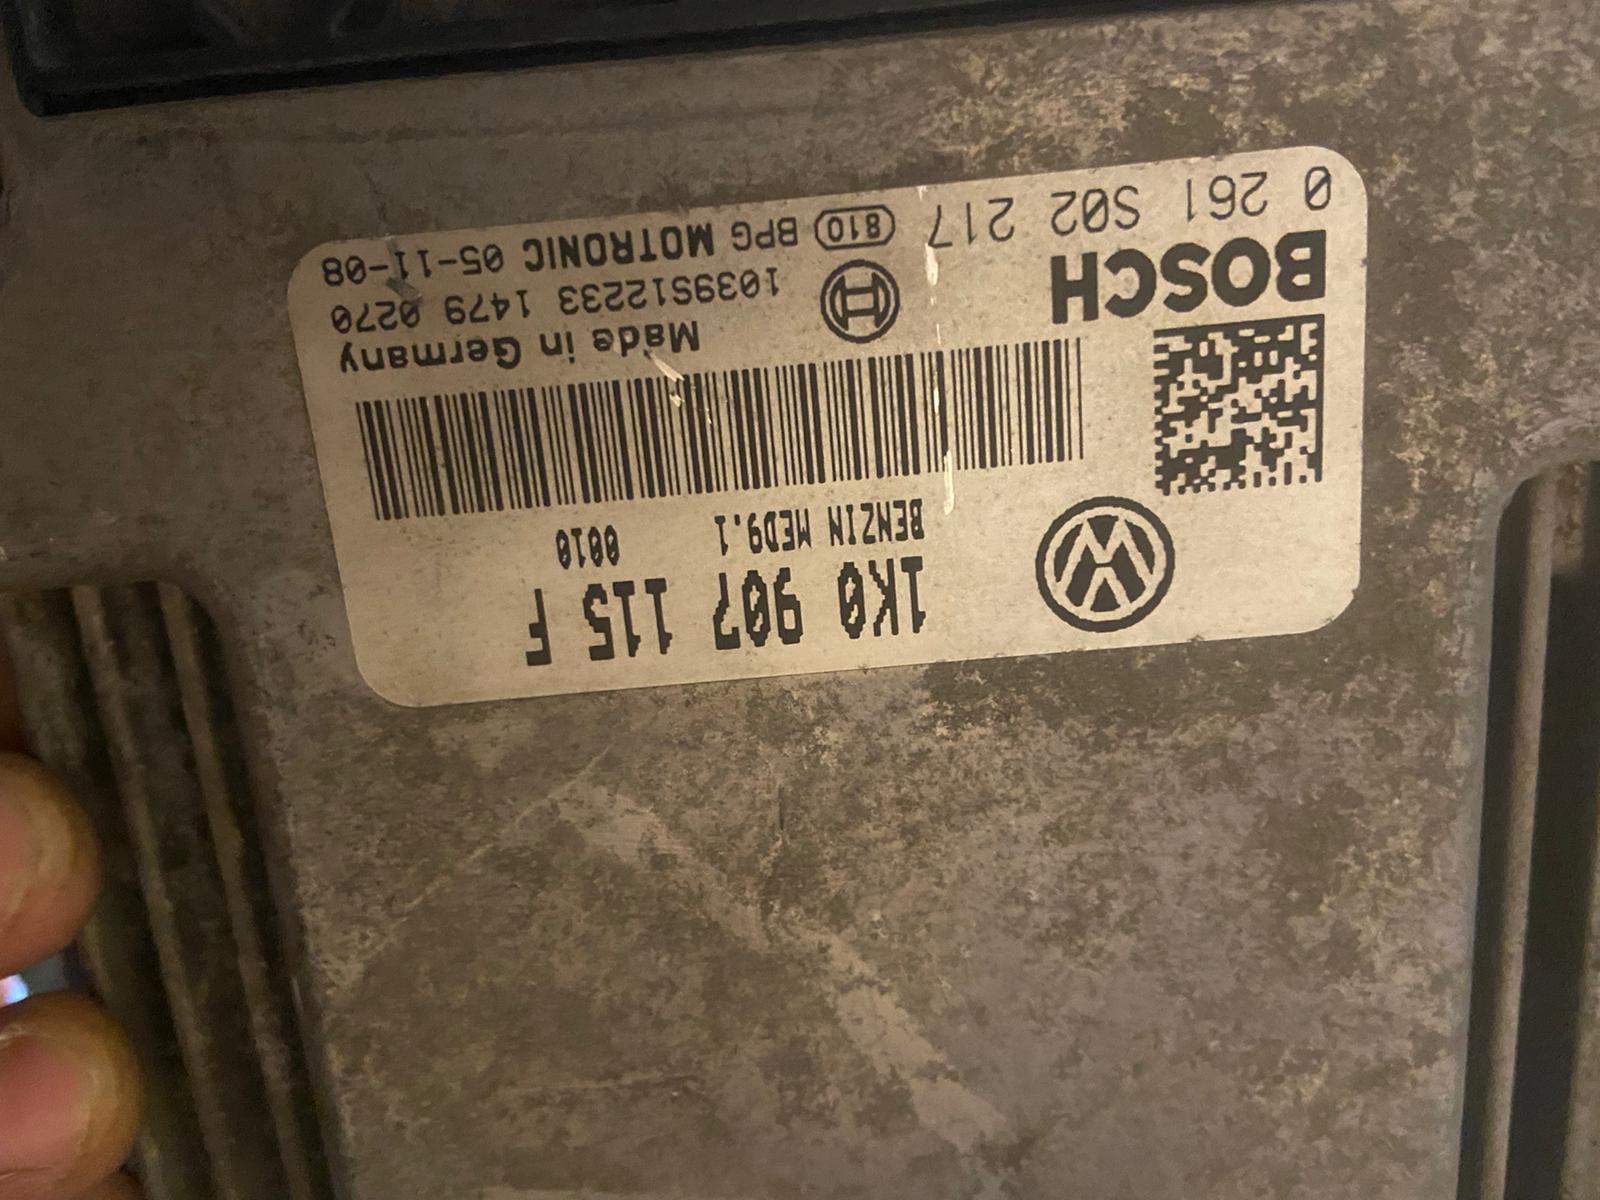 1K0 907 115 F
BENZIN MED9.1 0010
Made in Germany
1039S12233 1479 0270
BOSCH
0 261 S02 217 810 BPG MOTRONIC 05-11-08